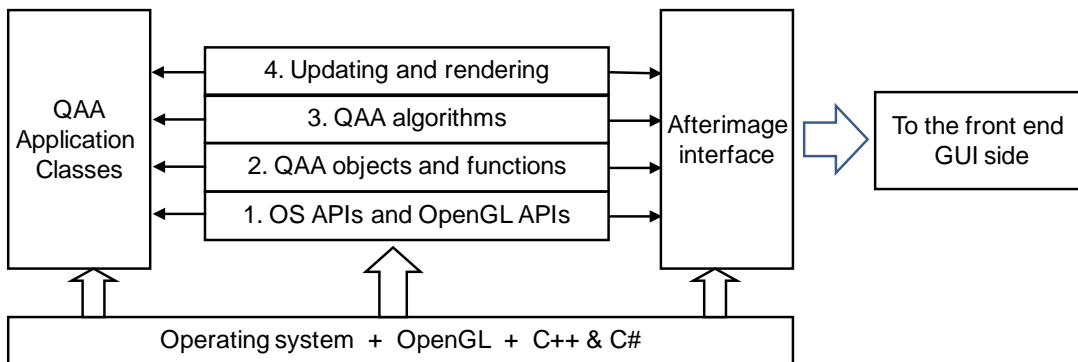 QAA
Application
Classes
4. Updating and rendering
3. QAA algorithms
2. QAA objects and functions
1. OS APIs and OpenGL APIs
Afterimage
interface
To the front end
GUI side
Operating system + OpenGL + C++ & C#